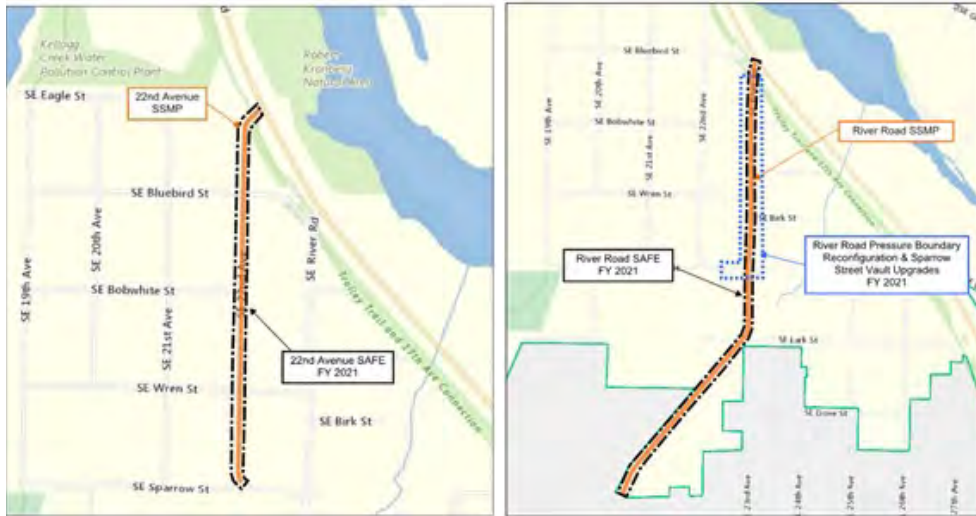 Kellogg
Creek Water
Pollution Control Plant
SE Eagle St
22nd Avenue
SSMP
Robert
Kronberg
SE Bluebird St
SE River Rd
SE 19th Ave
SE 20th Ave
SE Bobwhite St
SE 21st Ave
Trolley Trail and 17th Ave Connection
22nd Avenue SAFE
FY 2021
SE Wren St
SE Birk St
SE Sparrow St
SE Bluebird St
SE 19th Ave
SE 20th Ave
SE Bobwhite St
SE 21st Ave
SE 22nd Ave
River Road SSMP
SE Wren St
SE Birk St
River Road SAFE
FY 2021
River Road Pressure Boundary
Reconfiguration & Sparrow
Street Vault Upgrades
FY 2021
SE Lark St
SE Dove St
23rd Ave
24th Ave
25th Ave
26th Ave
27th Ave